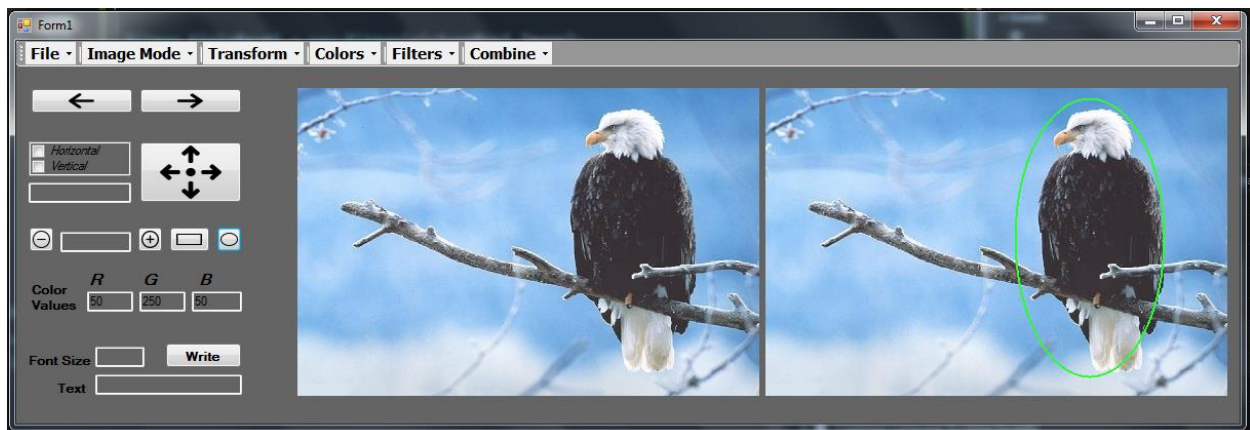 Form1
File Image Mode Transform Colors Filters Combine
Horizontal
Vertical
R G B
Color Values 50 250 50
Font Size Write
Text